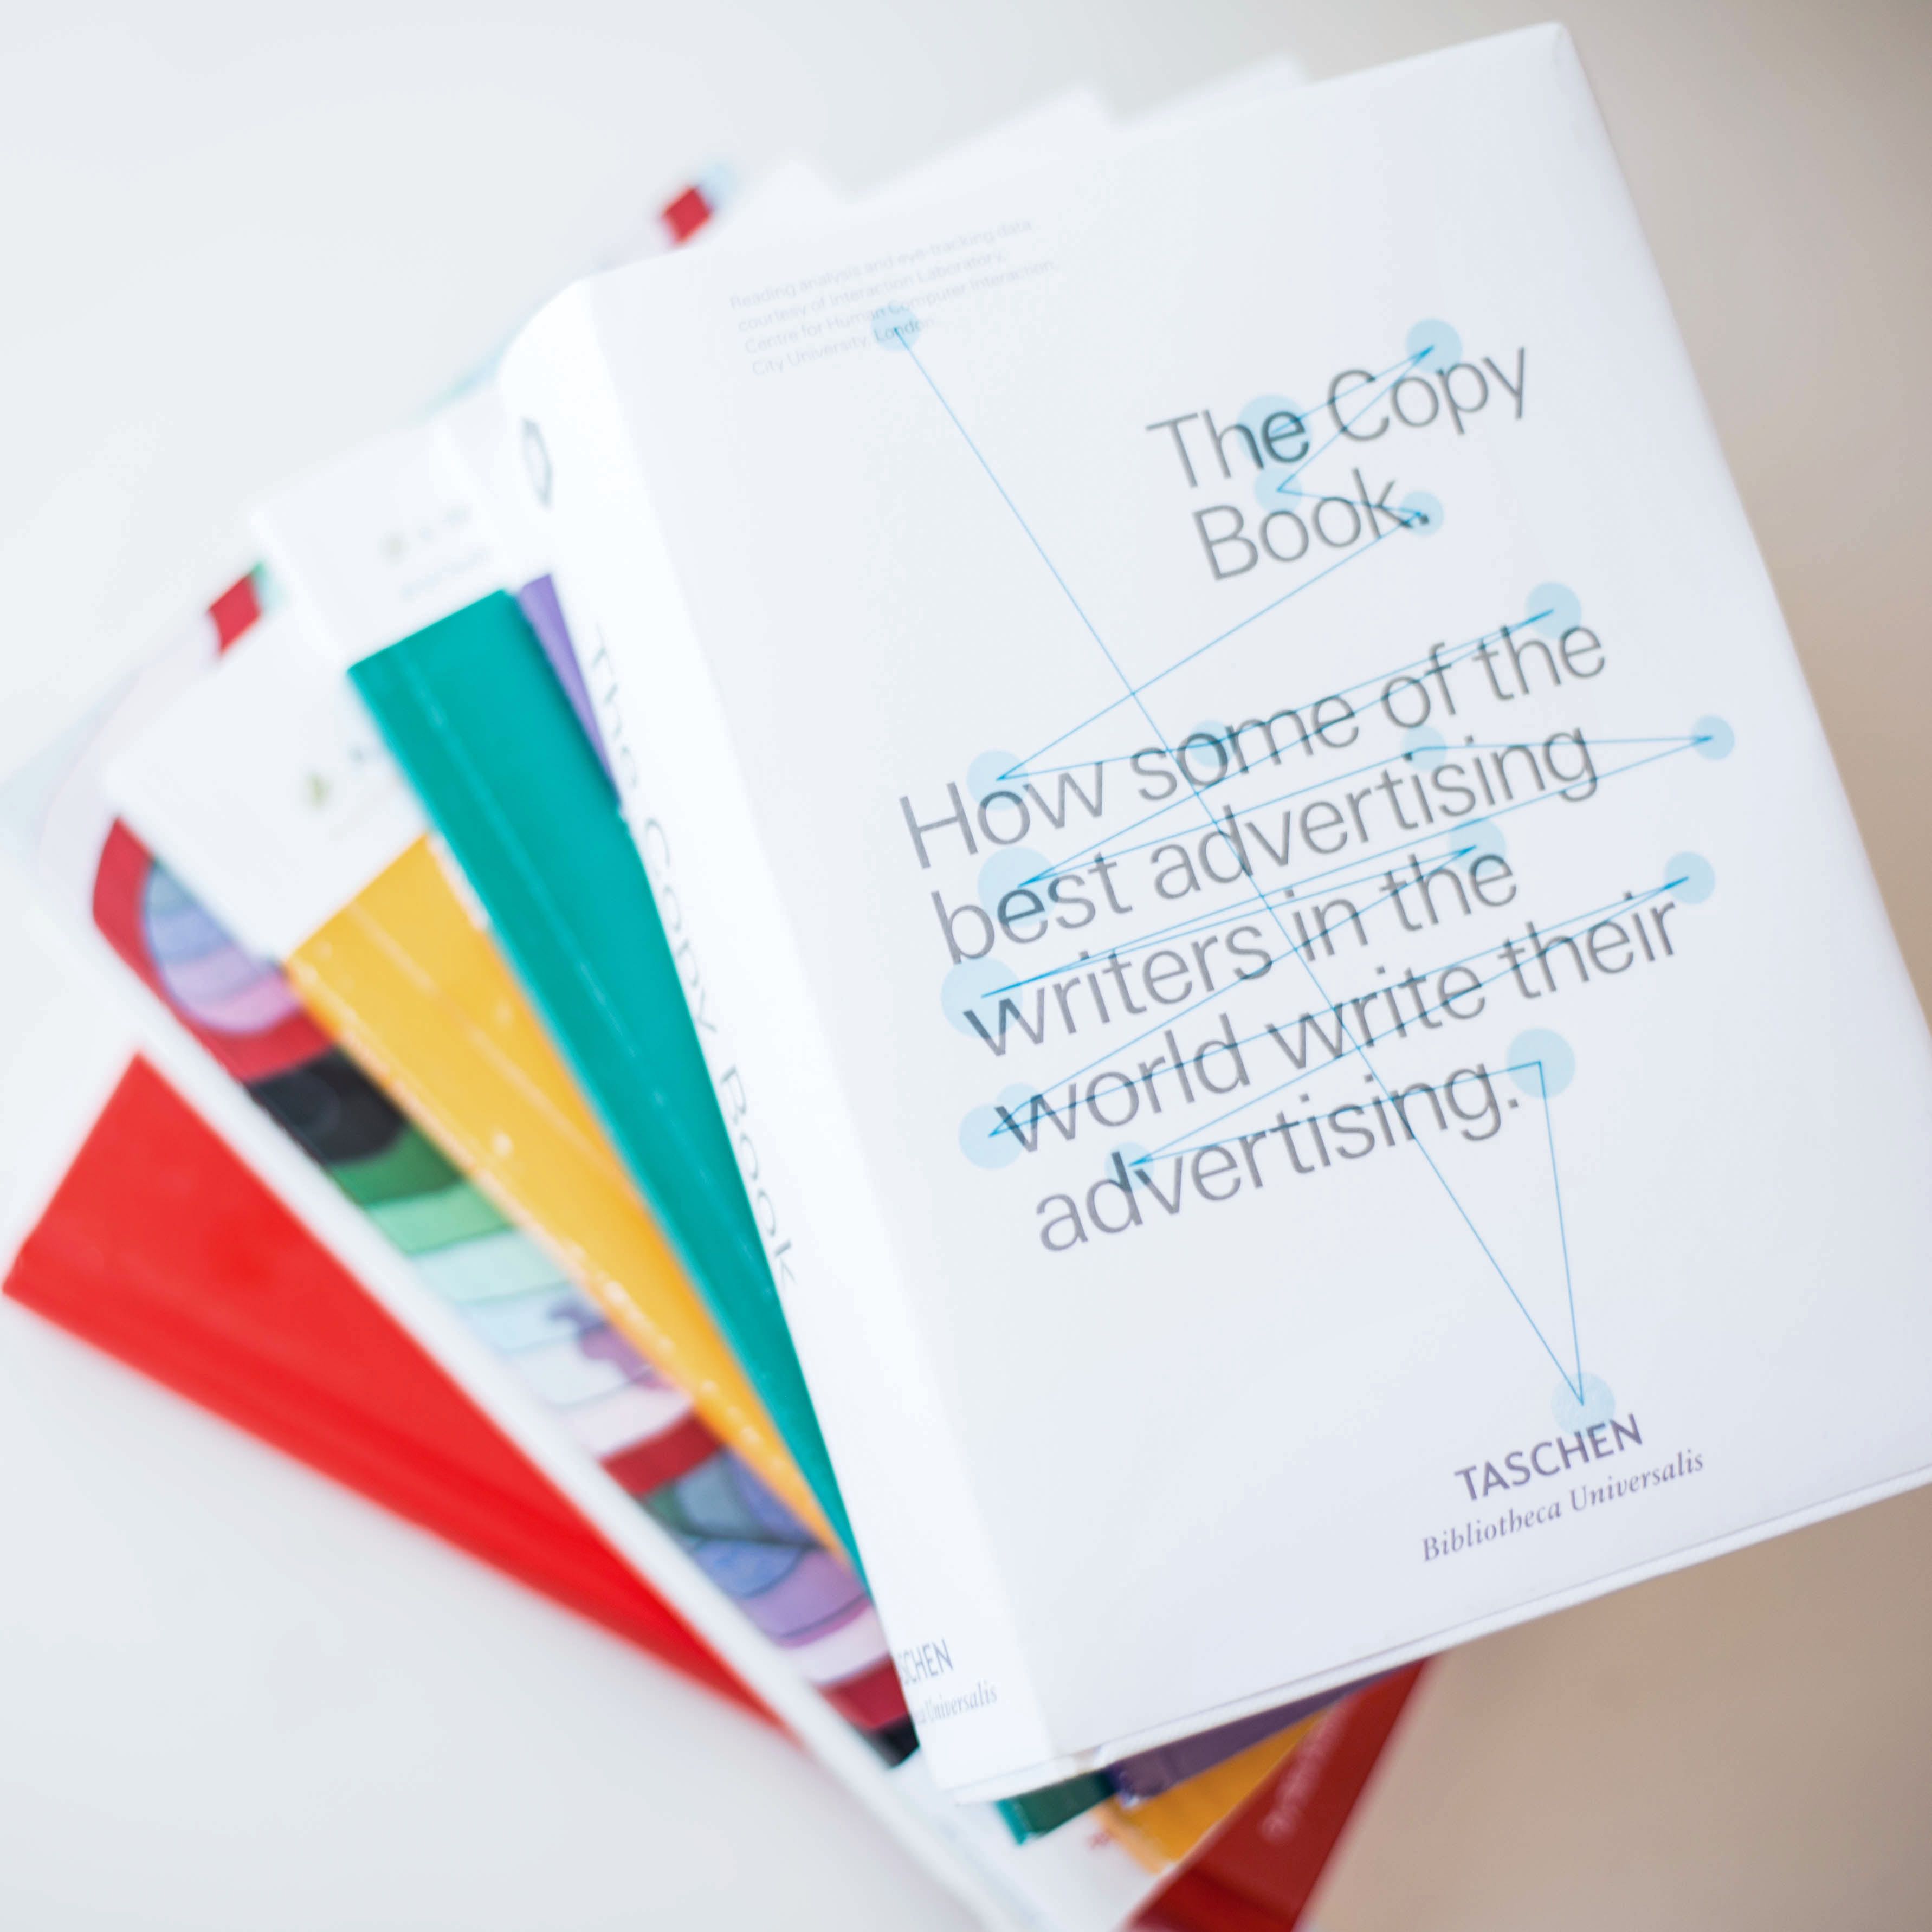 Reading analysis and eye-tracking data,
courtesy of Interaction Laboratory,
Centre for Human Computer Interaction,
City University, London.
The Copy
Book.
How some of the
best advertising
writers in the
world write their
advertising.
TASCHEN
Bibliotheca Universalis
The Copy Book
SCHEN
Universalis